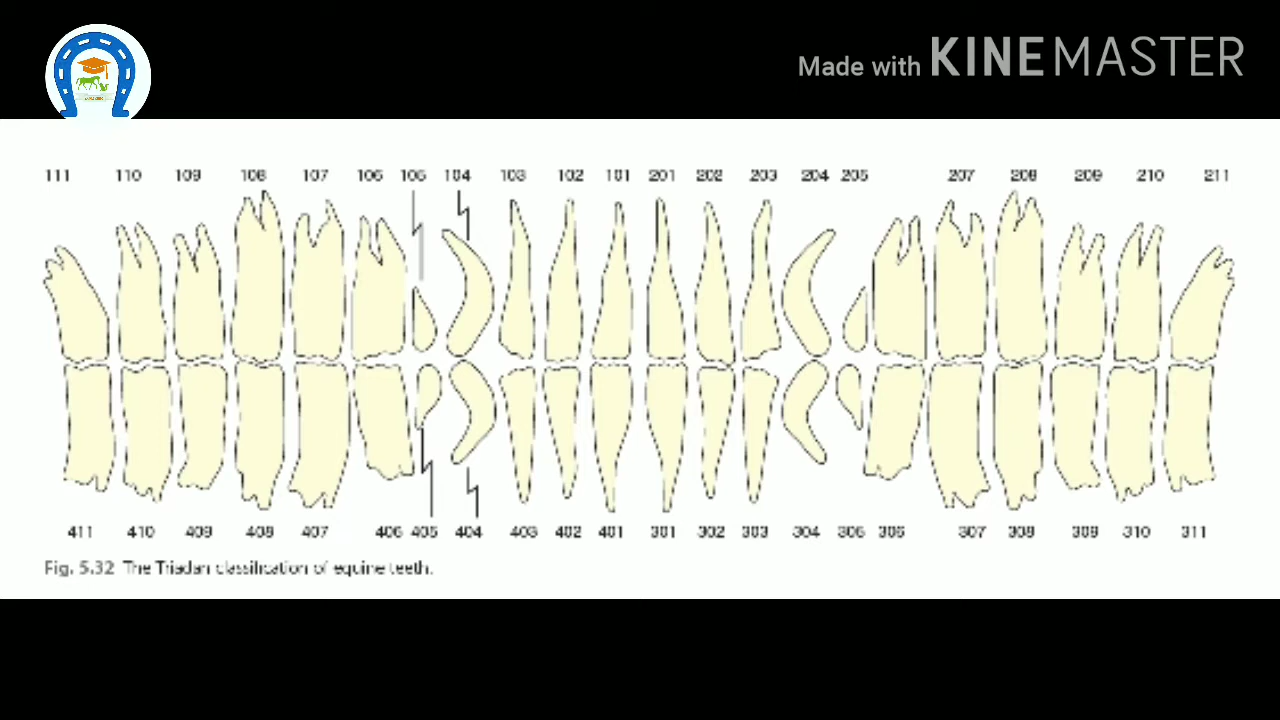 Made with KINEMASTER
111 110 109 108 107 106 105 104 103 102 101 201 202 203 204 205 207 208 209 210 211
411 410 409 408 407 406 405 404 403 402 401 301 302 303 304 305 306 307 308 309 310 311
Fig. 5.32 The Triadan classification of equine teeth.